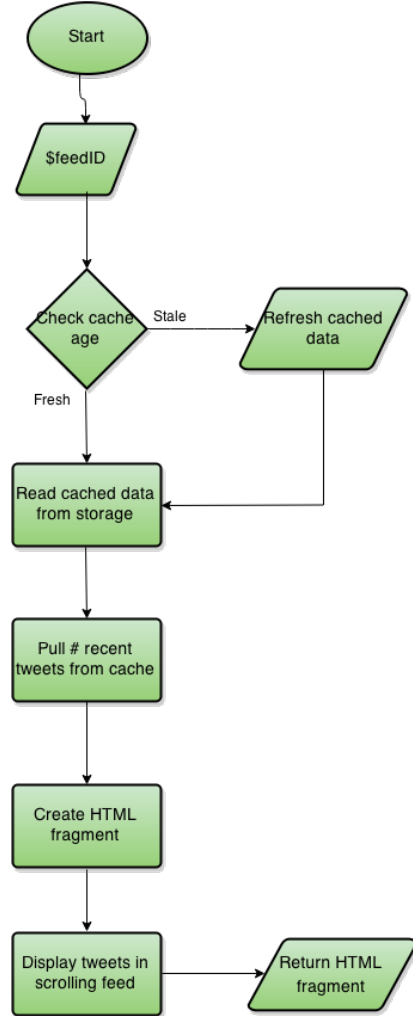 Start
$feedID
Check cache
age
Stale
Refresh cached
data
Fresh
Read cached data
from storage
Pull # recent
tweets from cache
Create HTML
fragment
Display tweets in
scrolling feed
Return HTML
fragment